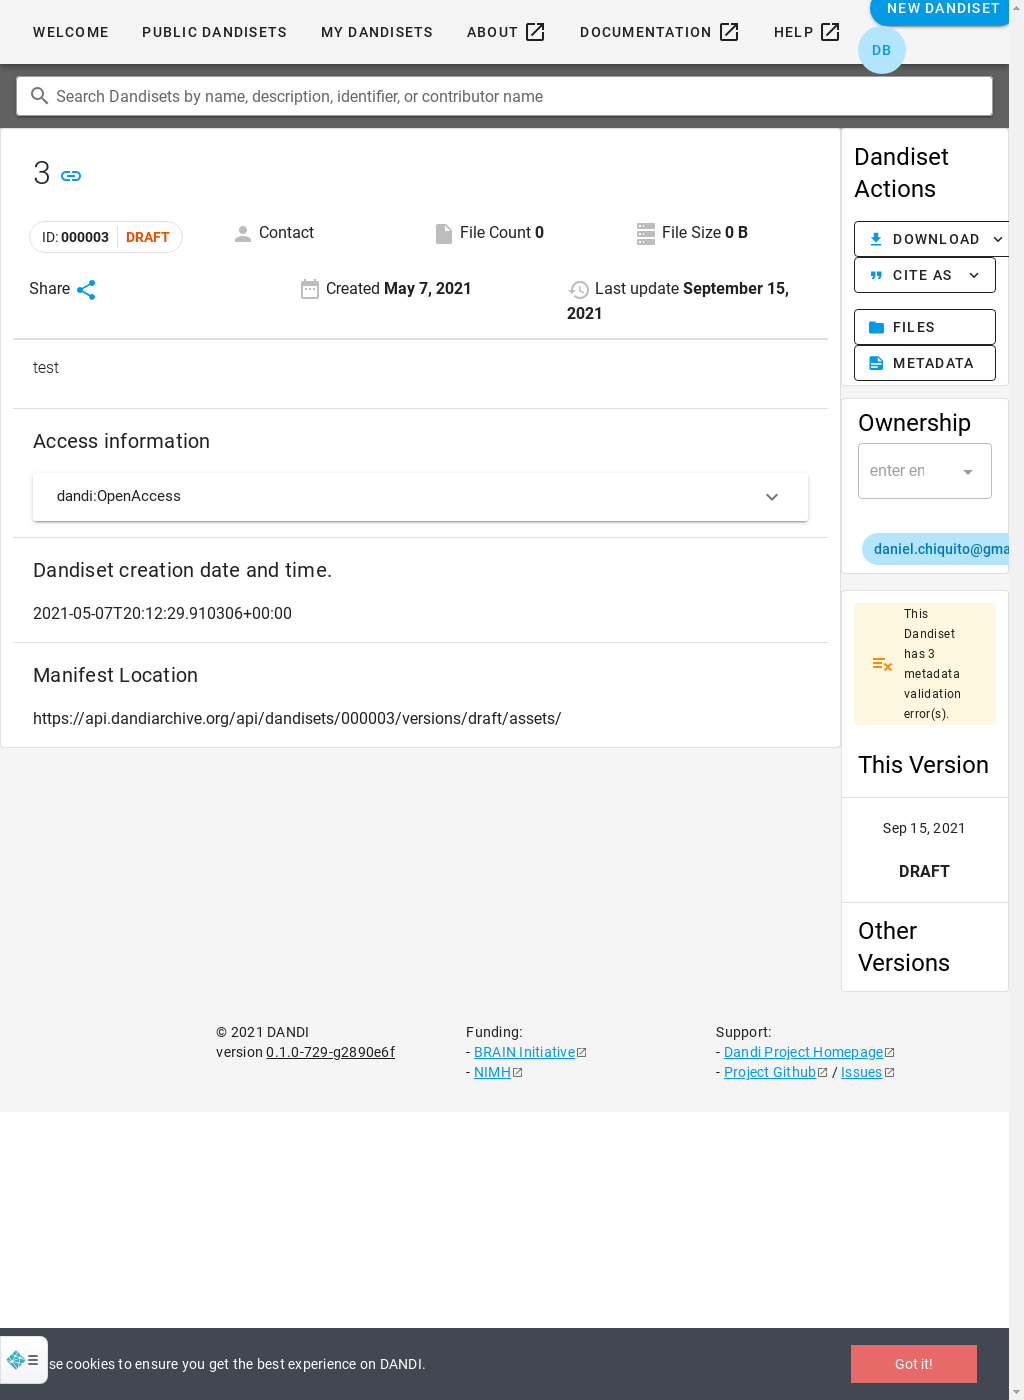 NEW DANDISET
WELCOME PUBLIC DANDISETS MY DANDISETS ABOUT DOCUMENTATION HELP
DB
Search Dandisets by name, description, identifier, or contributor name
3
ID: 000003 DRAFT
Contact
File Count 0
File Size 0 B
Share
Created May 7, 2021
Last update September 15,
2021
test
Access information
dandi:OpenAccess
Dandiset creation date and time.
2021-05-07T20:12:29.910306+00:00
Manifest Location
https://api.dandiarchive.org/api/dandisets/000003/versions/draft/assets/
Dandiset
Actions
DOWNLOAD
CITE AS
FILES
METADATA
Ownership
enter en
daniel.chiquito@gma
This
Dandiset
has 3
metadata
validation
error(s).
This Version
Sep 15, 2021
DRAFT
Other
Versions
© 2021 DANDI
version 0.1.0-729-g2890e6f
Funding:
- BRAIN Initiative
- NIMH
Support:
- Dandi Project Homepage
- Project Github / Issues
se cookies to ensure you get the best experience on DANDI.
Got it!